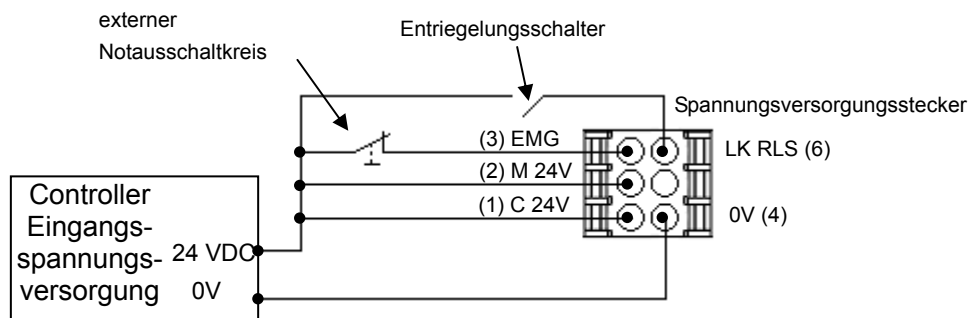 externer
Notausschaltkreis
Entriegelungsschalter
Spannungsversorgungsstecker
(3) EMG
LK RLS (6)
(2) M 24V
(1) C 24V
0V (4)
Controller
Eingangs-
spannungs- 24 VDC
versorgung 0V